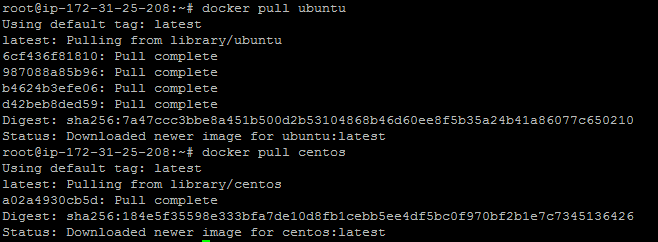 root@ip-172-31-25-208:~# docker pull ubuntu
Using default tag: latest
latest: Pulling from library/ubuntu
6cf436f81810: Pull complete
987088a85b96: Pull complete
b4624b3efe06: Pull complete
d42beb8ded59: Pull complete
Digest: sha256:7a47ccc3bbe8a451b500d2b53104868b46d60ee8f5b35a24b41a86077c650210
Status: Downloaded newer image for ubuntu:latest
root@ip-172-31-25-208:~# docker pull centos
Using default tag: latest
latest: Pulling from library/centos
a02a4930cb5d: Pull complete
Digest: sha256:184e5f35598e333bfa7de10d8fb1cebb5ee4df5bc0f970bf2b1e7c7345136426
Status: Downloaded newer image for centos:latest